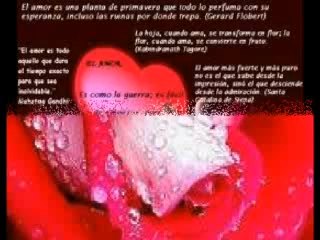 El amor es una planta de primavera que todo lo perfuma con su
esperanza, incluso las ruinas por donde trepa. (Gerard Flobert)
La hoja, cuando ama, se transforma en flor; la
flor, cuando ama, se convierte en fruto.
(Rabindranath Tagore)
"El amor es todo
aquello que dura
el tiempo exacto
para que sea
inolvidable."
Mahatma Gandhi
EL AMOR,
Es como la guerra; es fácil
El amor más fuerte y más puro
no es el que sube desde la
impresión, sinó el que desciende
desde la admiración. (Santa
Catalina de Siena)